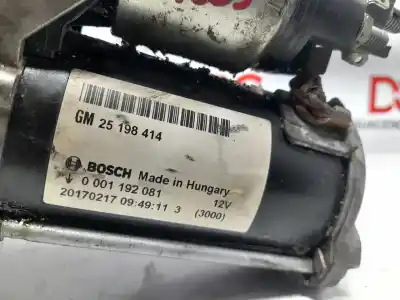 GM 25 198 414
BOSCH Made in Hungary
0 001 192 081 12V
20170217 09:49:11 3 (3000)